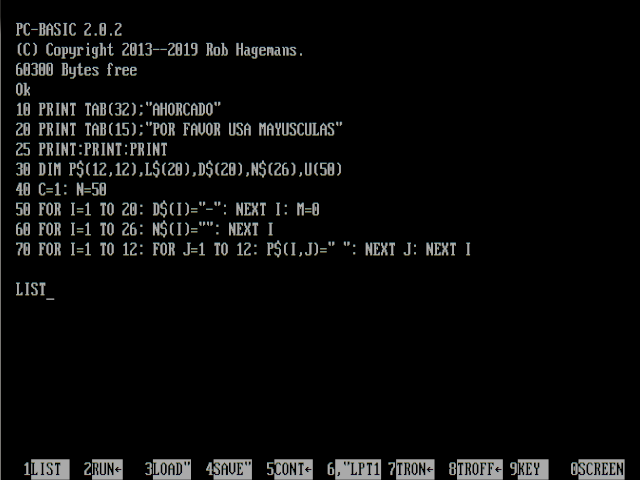 PC-BASIC 2.0.2
(C) Copyright 2013--2019 Rob Hagemans.
60300 Bytes free
Ok
10 PRINT TAB(32);"AHORCADO"
20 PRINT TAB(15);"POR FAVOR USA MAYUSCULAS"
25 PRINT:PRINT:PRINT
30 DIM P$(12,12),L$(20),D$(20),N$(26),U(50)
40 C=1: N=50
50 FOR I=1 TO 20: D$(I)="-": NEXT I: M=0
60 FOR I=1 TO 26: N$(I)="": NEXT I
70 FOR I=1 TO 12: FOR J=1 TO 12: P$(I,J)=" ": NEXT J: NEXT I
LIST_
1LIST 2RUN← 3LOAD" 4SAVE" 5CONT← 6,"LPT1 7TRON← 8TROFF← 9KEY 0SCREEN